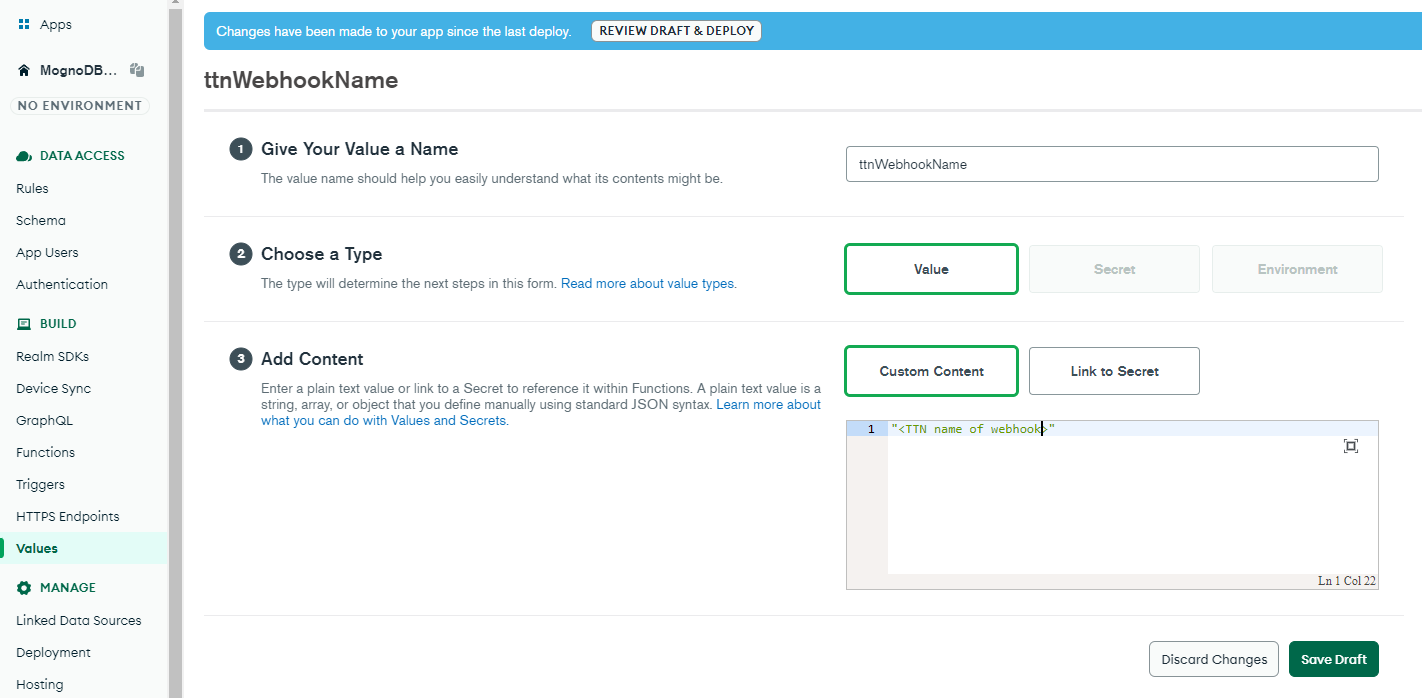 Apps
MognoDB...
NO ENVIRONMENT
DATA ACCESS
Rules
Schema
App Users
Authentication
BUILD
Realm SDKs
Device Sync
GraphQL
Functions
Triggers
HTTPS Endpoints
Values
MANAGE
Linked Data Sources
Deployment
Hosting
Changes have been made to your app since the last deploy. REVIEW DRAFT & DEPLOY
ttnWebhookName
1 Give Your Value a Name
The value name should help you easily understand what its contents might be.
ttnWebhookName
2 Choose a Type
The type will determine the next steps in this form. Read more about value types.
Value Secret Environment
3 Add Content
Enter a plain text value or link to a Secret to reference it within Functions. A plain text value is a
string, array, or object that you define manually using standard JSON syntax. Learn more about
what you can do with Values and Secrets.
Custom Content Link to Secret
1 "<TTN name of webhook>"
Ln 1 Col 22
Discard Changes Save Draft